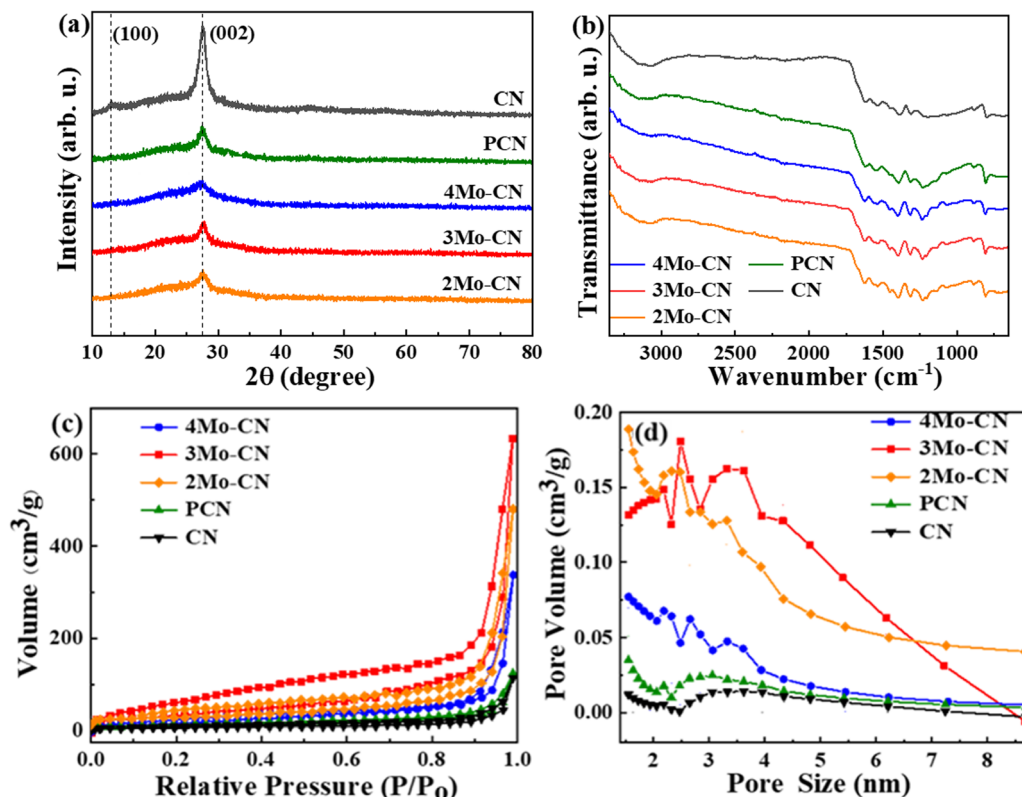 (a)
(100)
(002)
CN
PCN
4Mo-CN
3Mo-CN
2Mo-CN
Intensity (arb. u.)
10 20 30 40 50 60 70 80
2θ (degree)
(b)
Transmittance (arb. u.)
4Mo-CN
3Mo-CN
2Mo-CN
PCN
CN
3000 2500 2000 1500 1000
Wavenumber (cm-1)
(c)
4Mo-CN
3Mo-CN
2Mo-CN
PCN
CN
Volume (cm3/g)
600
400
200
0
0.0 0.2 0.4 0.6 0.8 1.0
Relative Pressure (P/PO)
(d)
4Mo-CN
3Mo-CN
2Mo-CN
PCN
CN
Pore Volume (cm3/g)
0.20
0.15
0.10
0.05
0.00
2 3 4 5 6 7 8
Pore Size (nm)